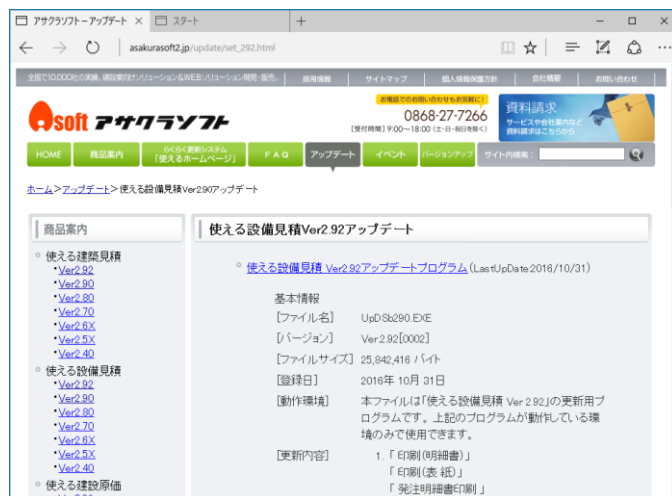 アサクラソフト－アップデート
スタート
asakurasoft2.jp/update/set_292.html
全国で10,000社の実績。建設業向けソリューション&WEBソリューション開発・販売。
採用情報
サイトマップ
個人情報保護方針
会社概要
お問い合わせ
お電話でのお問い合わせもお気軽に!
0868-27-7266
[受付時間] 9:00～18:00 (土・日・祝日を除く)
資料請求
サービスや会社案内など
資料請求はこちらから
Asoft アサクラソフト
HOME
商品案内
らくらく更新システム
「使えるホームページ」
FAQ
アップデート
イベント
バージョンアップ
サイト内検索：
ホーム>アップデート>使える設備見積Ver2.90アップデート
商品案内
使える建築見積
・Ver2.92
・Ver2.90
・Ver2.80
・Ver2.70
・Ver2.6X
・Ver2.5X
・Ver2.40
使える設備見積
・Ver2.92
・Ver2.90
・Ver2.80
・Ver2.70
・Ver2.6X
・Ver2.5X
・Ver2.40
使える建設原価
使える設備見積Ver2.92アップデート
使える設備見積 Ver2.92アップデートプログラム (LastUpDate:2016/10/31)
基本情報
[ファイル名] UpDSb290.EXE
[バージョン] Ver2.92[0002]
[ファイルサイズ] 25,842,416 バイト
[登録日] 2016年 10月 31日
[動作環境] 本ファイルは「使える設備見積 Ver 2.92」の更新用プ
ログラムです。上記のプログラムが動作している環
境のみで使用できます。
[更新内容] 1. 「 印刷(明細書)」
「 印刷(表 紙)」
「 発注明細書印刷 」